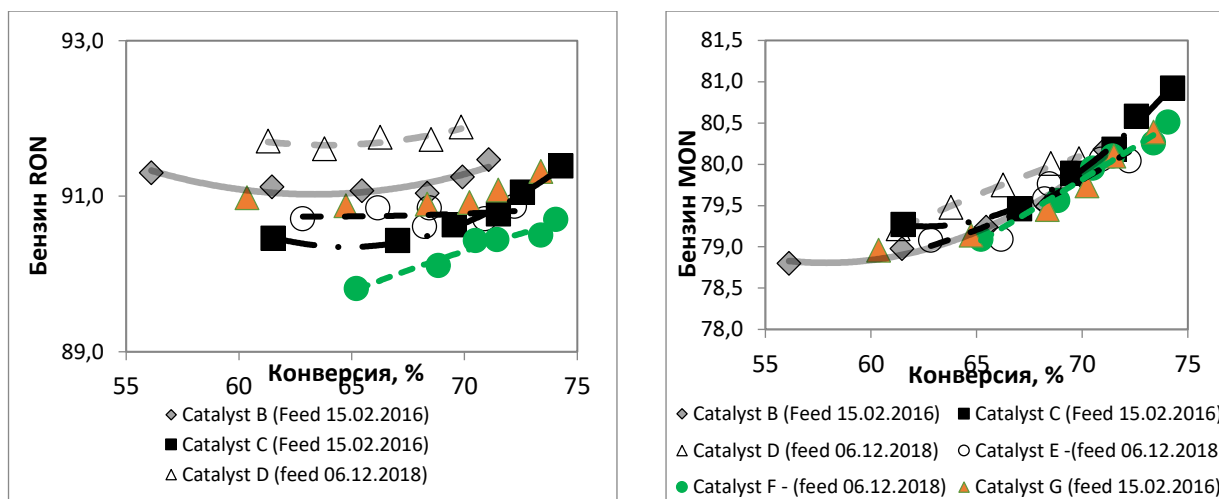 93,0
91,0
89,0
Бензин RON
55 60 65 70 75
Конверсия, %
Catalyst B (Feed 15.02.2016)
Catalyst C (Feed 15.02.2016)
Catalyst D (feed 06.12.2018)
81,5
81,0
80,5
80,0
79,5
79,0
78,5
78,0
Бензин MON
55 60 65 70 75
Конверсия, %
Catalyst B (Feed 15.02.2016) Catalyst C (Feed 15.02.2016)
Catalyst D (feed 06.12.2018) Catalyst E -(feed 06.12.2018
Catalyst F - (feed 06.12.2018) Catalyst G (feed 15.02.2016)